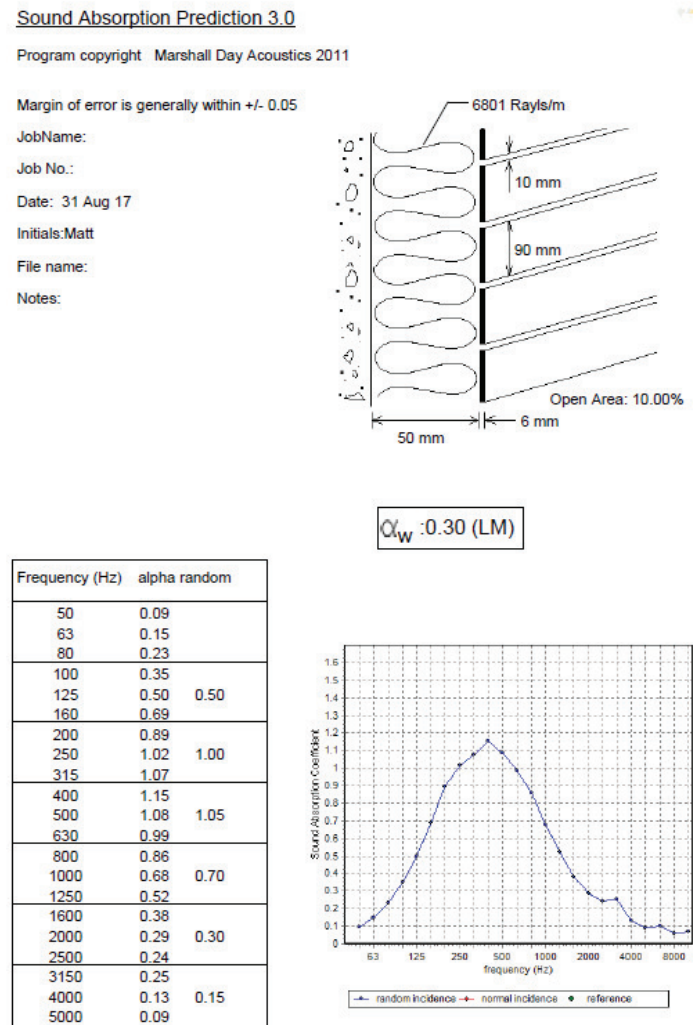 Sound Absorption Prediction 3.0
Program copyright Marshall Day Acoustics 2011
Margin of error is generally within +/- 0.05
JobName:
Job No.:
Date: 31 Aug 17
Initials:Matt
File name:
Notes:
6801 Rayls/m
10 mm
90 mm
Open Area: 10.00%
6 mm
50 mm
αw :0.30 (LM)
Frequency (Hz) alpha random
50 0.09
63 0.15
80 0.23
100 0.35
125 0.50 0.50
160 0.69
200 0.89
250 1.02 1.00
315 1.07
400 1.15
500 1.08 1.05
630 0.99
800 0.86
1000 0.68 0.70
1250 0.52
1600 0.38
2000 0.29 0.30
2500 0.24
3150 0.25
4000 0.13 0.15
5000 0.09
Sound Absorption Coefficient
1.6
1.5
1.4
1.3
1.2
1.1
1
0.9
0.8
0.7
0.6
0.5
0.4
0.3
0.2
0.1
0
63 125 250 500 1000 2000 4000 8000
frequency (Hz)
random incidence normal incidence reference